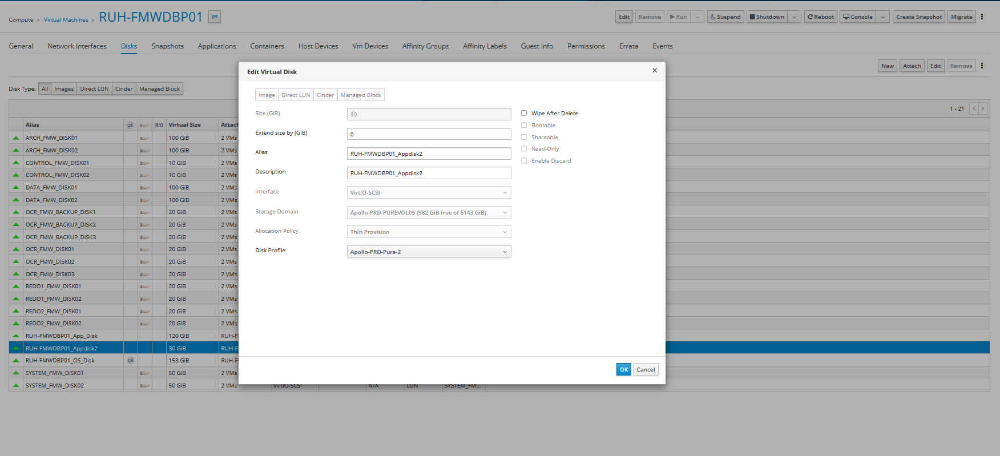 Compute » Virtual Machines » RUH-FMWDBP01
Edit Remove Run Suspend Shutdown Reboot Console Create Snapshot Migrate
General Network Interfaces Disks Snapshots Applications Containers Host Devices Vm Devices Affinity Groups Affinity Labels Guest Info Permissions Errata Events
New Attach Edit Remove
Disk Type: All Images Direct LUN Cinder Managed Block
1 - 21
Alias OS R/O Virtual Size Attach
ARCH_FMW_DISK01 100 GiB 2 VMs
ARCH_FMW_DISK02 100 GiB 2 VMs
CONTROL_FMW_DISK01 10 GiB 2 VMs
CONTROL_FMW_DISK02 10 GiB 2 VMs
DATA_FMW_DISK01 100 GiB 2 VMs
DATA_FMW_DISK02 100 GiB 2 VMs
OCR_FMW_BACKUP_DISK1 20 GiB 2 VMs
OCR_FMW_BACKUP_DISK2 20 GiB 2 VMs
OCR_FMW_BACKUP_DISK3 20 GiB 2 VMs
OCR_FMW_DISK01 20 GiB 2 VMs
OCR_FMW_DISK02 20 GiB 2 VMs
OCR_FMW_DISK03 20 GiB 2 VMs
REDO1_FMW_DISK01 20 GiB 2 VMs
REDO1_FMW_DISK02 20 GiB 2 VMs
REDO2_FMW_DISK01 20 GiB 2 VMs
REDO2_FMW_DISK02 20 GiB 2 VMs
RUH-FMWDBP01_App_Disk 120 GiB RUH-F
RUH-FMWDBP01_Appdisk2 30 GiB RUH-F
RUH-FMWDBP01_OS_Disk OS 153 GiB RUH-F
SYSTEM_FMW_DISK01 50 GiB 2 VMs
SYSTEM_FMW_DISK02 50 GiB 2 VMs VirtIO-SCSI N/A LUN SYSTEM_FM...
Edit Virtual Disk
Image Direct LUN Cinder Managed Block
Size (GiB) 30
Extend size by (GiB) 0
Alias RUH-FMWDBP01_Appdisk2
Description RUH-FMWDBP01_Appdisk2
Interface VirtIO-SCSI
Storage Domain Apollo-PRD-PUREVOL05 (982 GiB free of 6143 GiB)
Allocation Policy Thin Provision
Disk Profile Apollo-PRD-Pure-2
Wipe After Delete
Bootable
Shareable
Read-Only
Enable Discard
OK Cancel